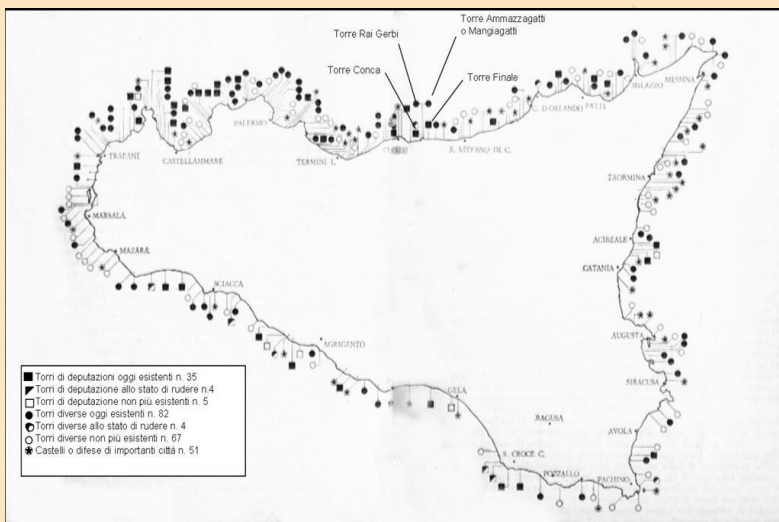 Torre Ammazzagatti
o Mangiagatti
Torre Rai Gerbi
Torre Conca
Torre Finale
MESSINA
MILAZZO
PATTI
C. D'ORLANDO
S. STEFANO DI C.
CEFALÙ
TERMINI I.
PALERMO
CASTELLAMMARE
TRAPANI
MARSALA
MAZARA
SCIACCA
AGRIGENTO
GELA
RAGUSA
S. CROCE C.
POZZALLO
PACHINO
AVOLA
SIRACUSA
AUGUSTA
CATANIA
ACIREALE
TAORMINA
Torri di deputazioni oggi esistenti n. 35
Torri di deputazione allo stato di rudere n.4
Torri di deputazione non più esistenti n. 5
Torri diverse oggi esistenti n. 82
Torri diverse allo stato di rudere n. 4
Torri diverse non più esistenti n. 67
Castelli o difese di importanti città n. 51